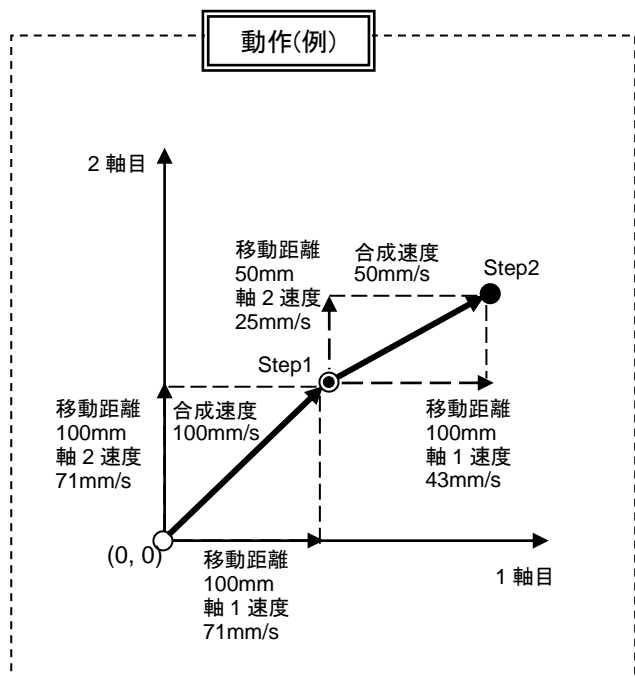 動作(例)
2 軸目
移動距離
50mm
軸 2 速度
25mm/s
合成速度
50mm/s
Step2
Step1
移動距離
100mm
軸 2 速度
71mm/s
合成速度
100mm/s
移動距離
100mm
軸 1 速度
43mm/s
(0, 0)
移動距離
100mm
軸 1 速度
71mm/s
1 軸目